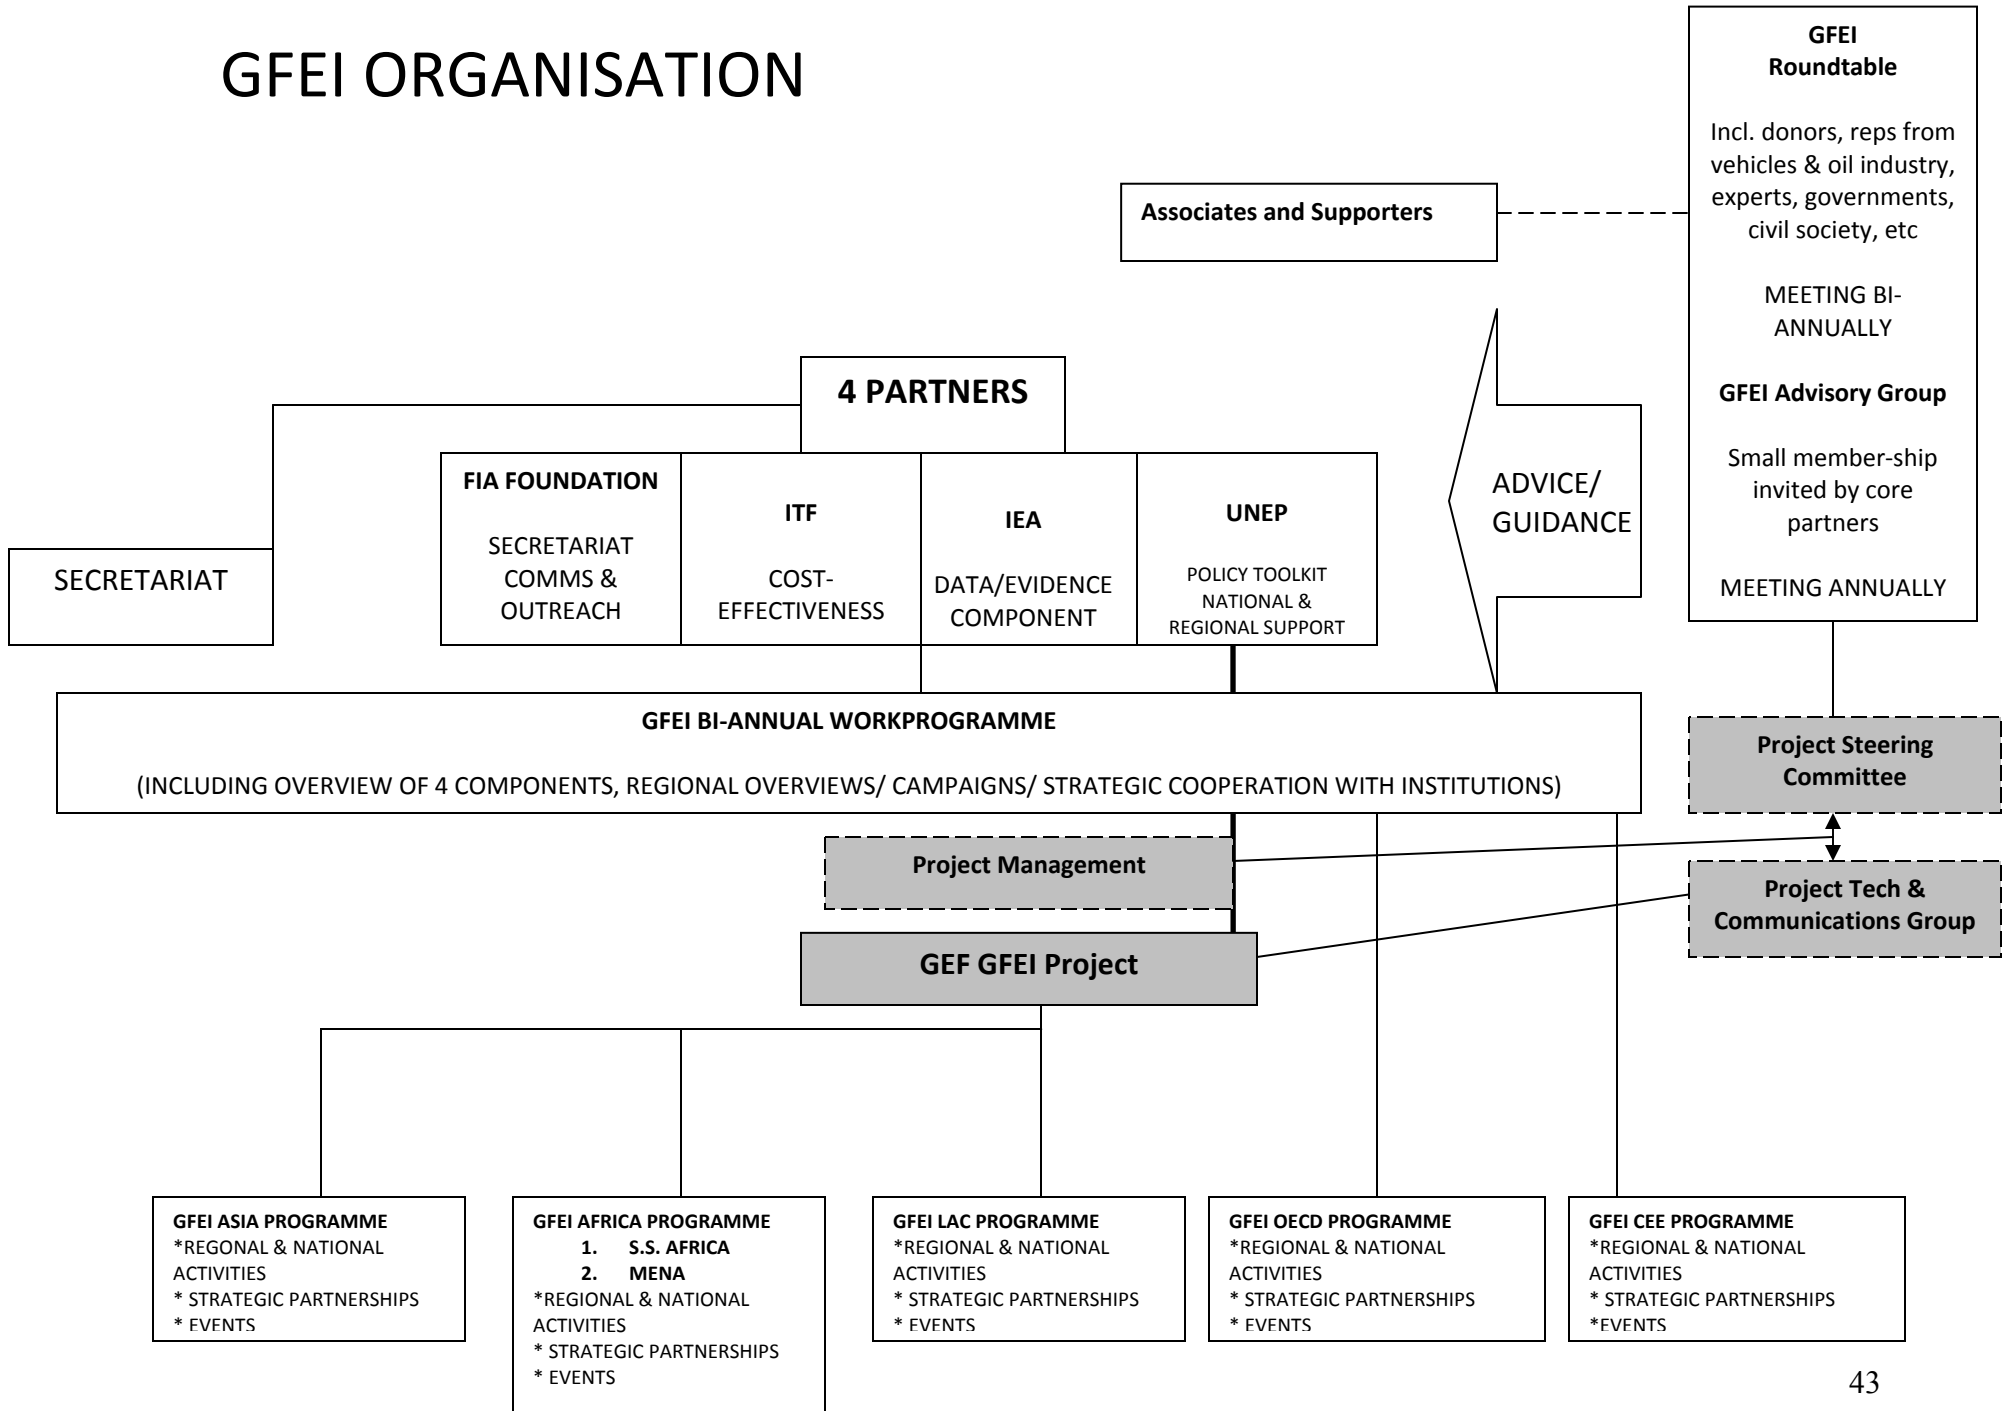 GFEI ORGANISATION
GFEI
Roundtable
Incl. donors, reps from
vehicles & oil industry,
experts, governments,
civil society, etc
MEETING BI-
ANNUALLY
GFEI Advisory Group
Small member-ship
invited by core
partners
MEETING ANNUALLY
Associates and Supporters
4 PARTNERS
FIA FOUNDATION
SECRETARIAT
COMMS &
OUTREACH
ITF
COST-
EFFECTIVENESS
IEA
DATA/EVIDENCE
COMPONENT
UNEP
POLICY TOOLKIT
NATIONAL &
REGIONAL SUPPORT
ADVICE/
GUIDANCE
SECRETARIAT
GFEI BI-ANNUAL WORKPROGRAMME
(INCLUDING OVERVIEW OF 4 COMPONENTS, REGIONAL OVERVIEWS/ CAMPAIGNS/ STRATEGIC COOPERATION WITH INSTITUTIONS)
Project Steering
Committee
Project Management
Project Tech &
Communications Group
GEF GFEI Project
GFEI ASIA PROGRAMME
*REGONAL & NATIONAL
ACTIVITIES
* STRATEGIC PARTNERSHIPS
* EVENTS
GFEI AFRICA PROGRAMME
1. S.S. AFRICA
2. MENA
*REGIONAL & NATIONAL
ACTIVITIES
* STRATEGIC PARTNERSHIPS
* EVENTS
GFEI LAC PROGRAMME
*REGIONAL & NATIONAL
ACTIVITIES
* STRATEGIC PARTNERSHIPS
* EVENTS
GFEI OECD PROGRAMME
*REGIONAL & NATIONAL
ACTIVITIES
* STRATEGIC PARTNERSHIPS
* EVENTS
GFEI CEE PROGRAMME
*REGIONAL & NATIONAL
ACTIVITIES
* STRATEGIC PARTNERSHIPS
*EVENTS
43